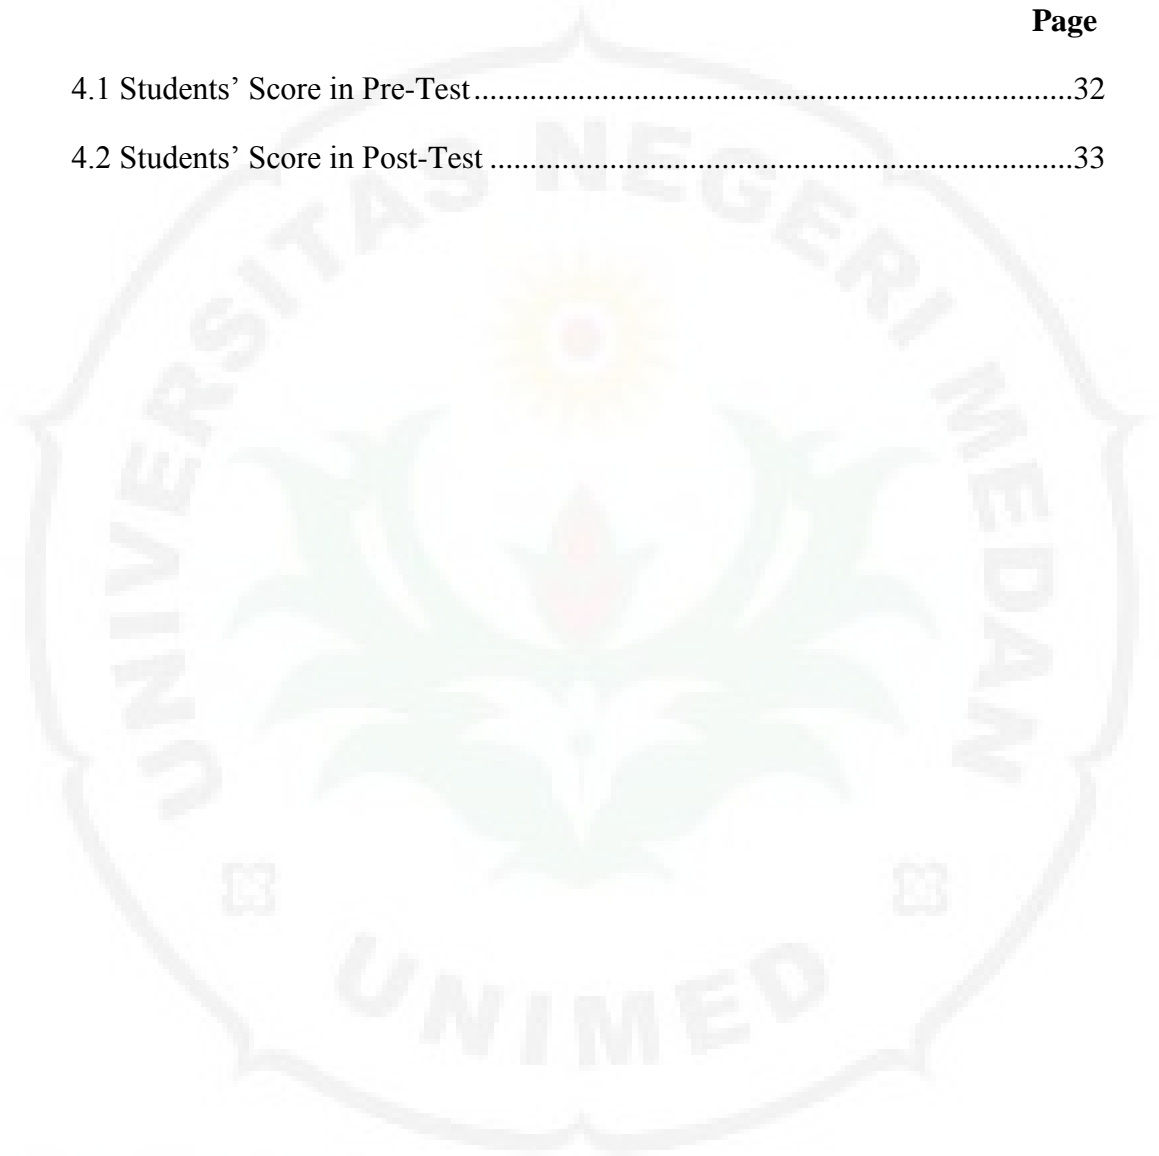 Page
4.1 Students’ Score in Pre-Test...............................................................................32
4.2 Students’ Score in Post-Test .............................................................................33
UNIVERSITAS NEGERI MEDAN
UNIMED